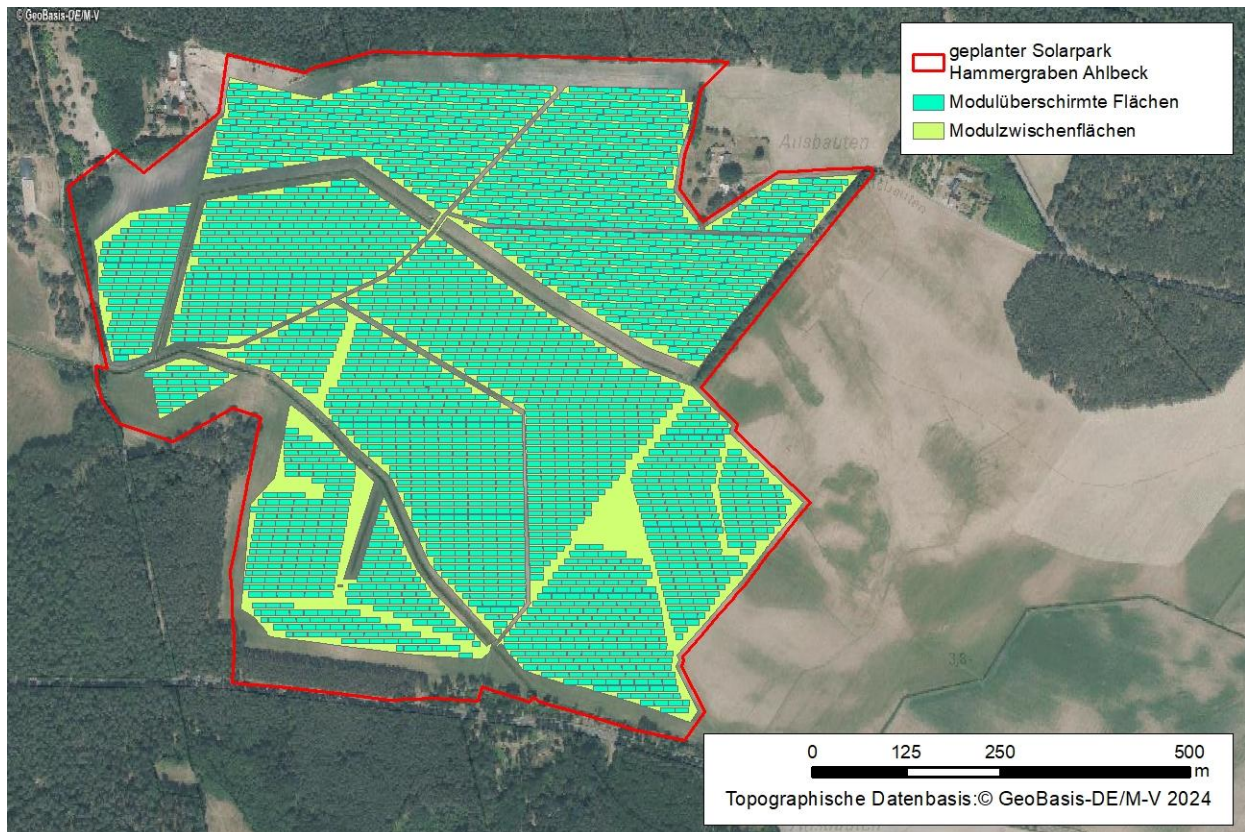 © GeoBasis-DE/M-V
geplanter Solarpark
Hammergraben Ahlbeck
Modulüberschirmte Flächen
Modulzwischenflächen
Ausbauten
0 125 250 500
m
Topographische Datenbasis:© GeoBasis-DE/M-V 2024